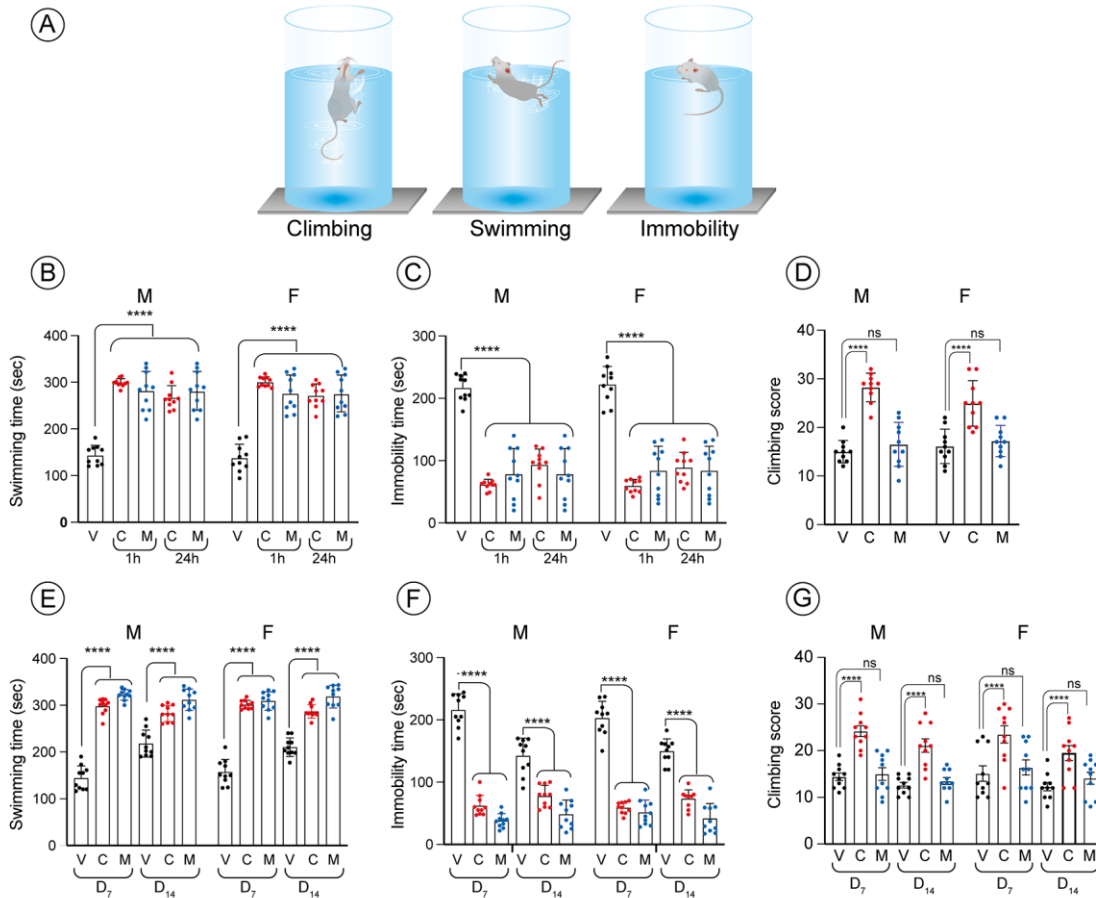 A
Climbing Swimming Immobility
B
M F
**** ****
Swimming time (sec)
400
300
200
100
0
V C M C M V C M C M
1h 24h 1h 24h
C
M F
**** ****
Immobility time (sec)
300
200
100
0
V C M C M V C M C M
1h 24h 1h 24h
D
M F
ns ns
**** ****
Climbing score
40
30
20
10
0
V C M V C M
E
M F
**** **** **** ****
Swimming time (sec)
400
300
200
100
0
V C M V C M V C M V C M
D7 D14 D7 D14
F
M F
**** **** **** ****
Immobility time (sec)
300
200
100
0
V C M V C M V C M V C M
D7 D14 D7 D14
G
M F
ns ns ns ns
**** **** **** ****
Climbing score
40
30
20
10
0
V C M V C M V C M V C M
D7 D14 D7 D14